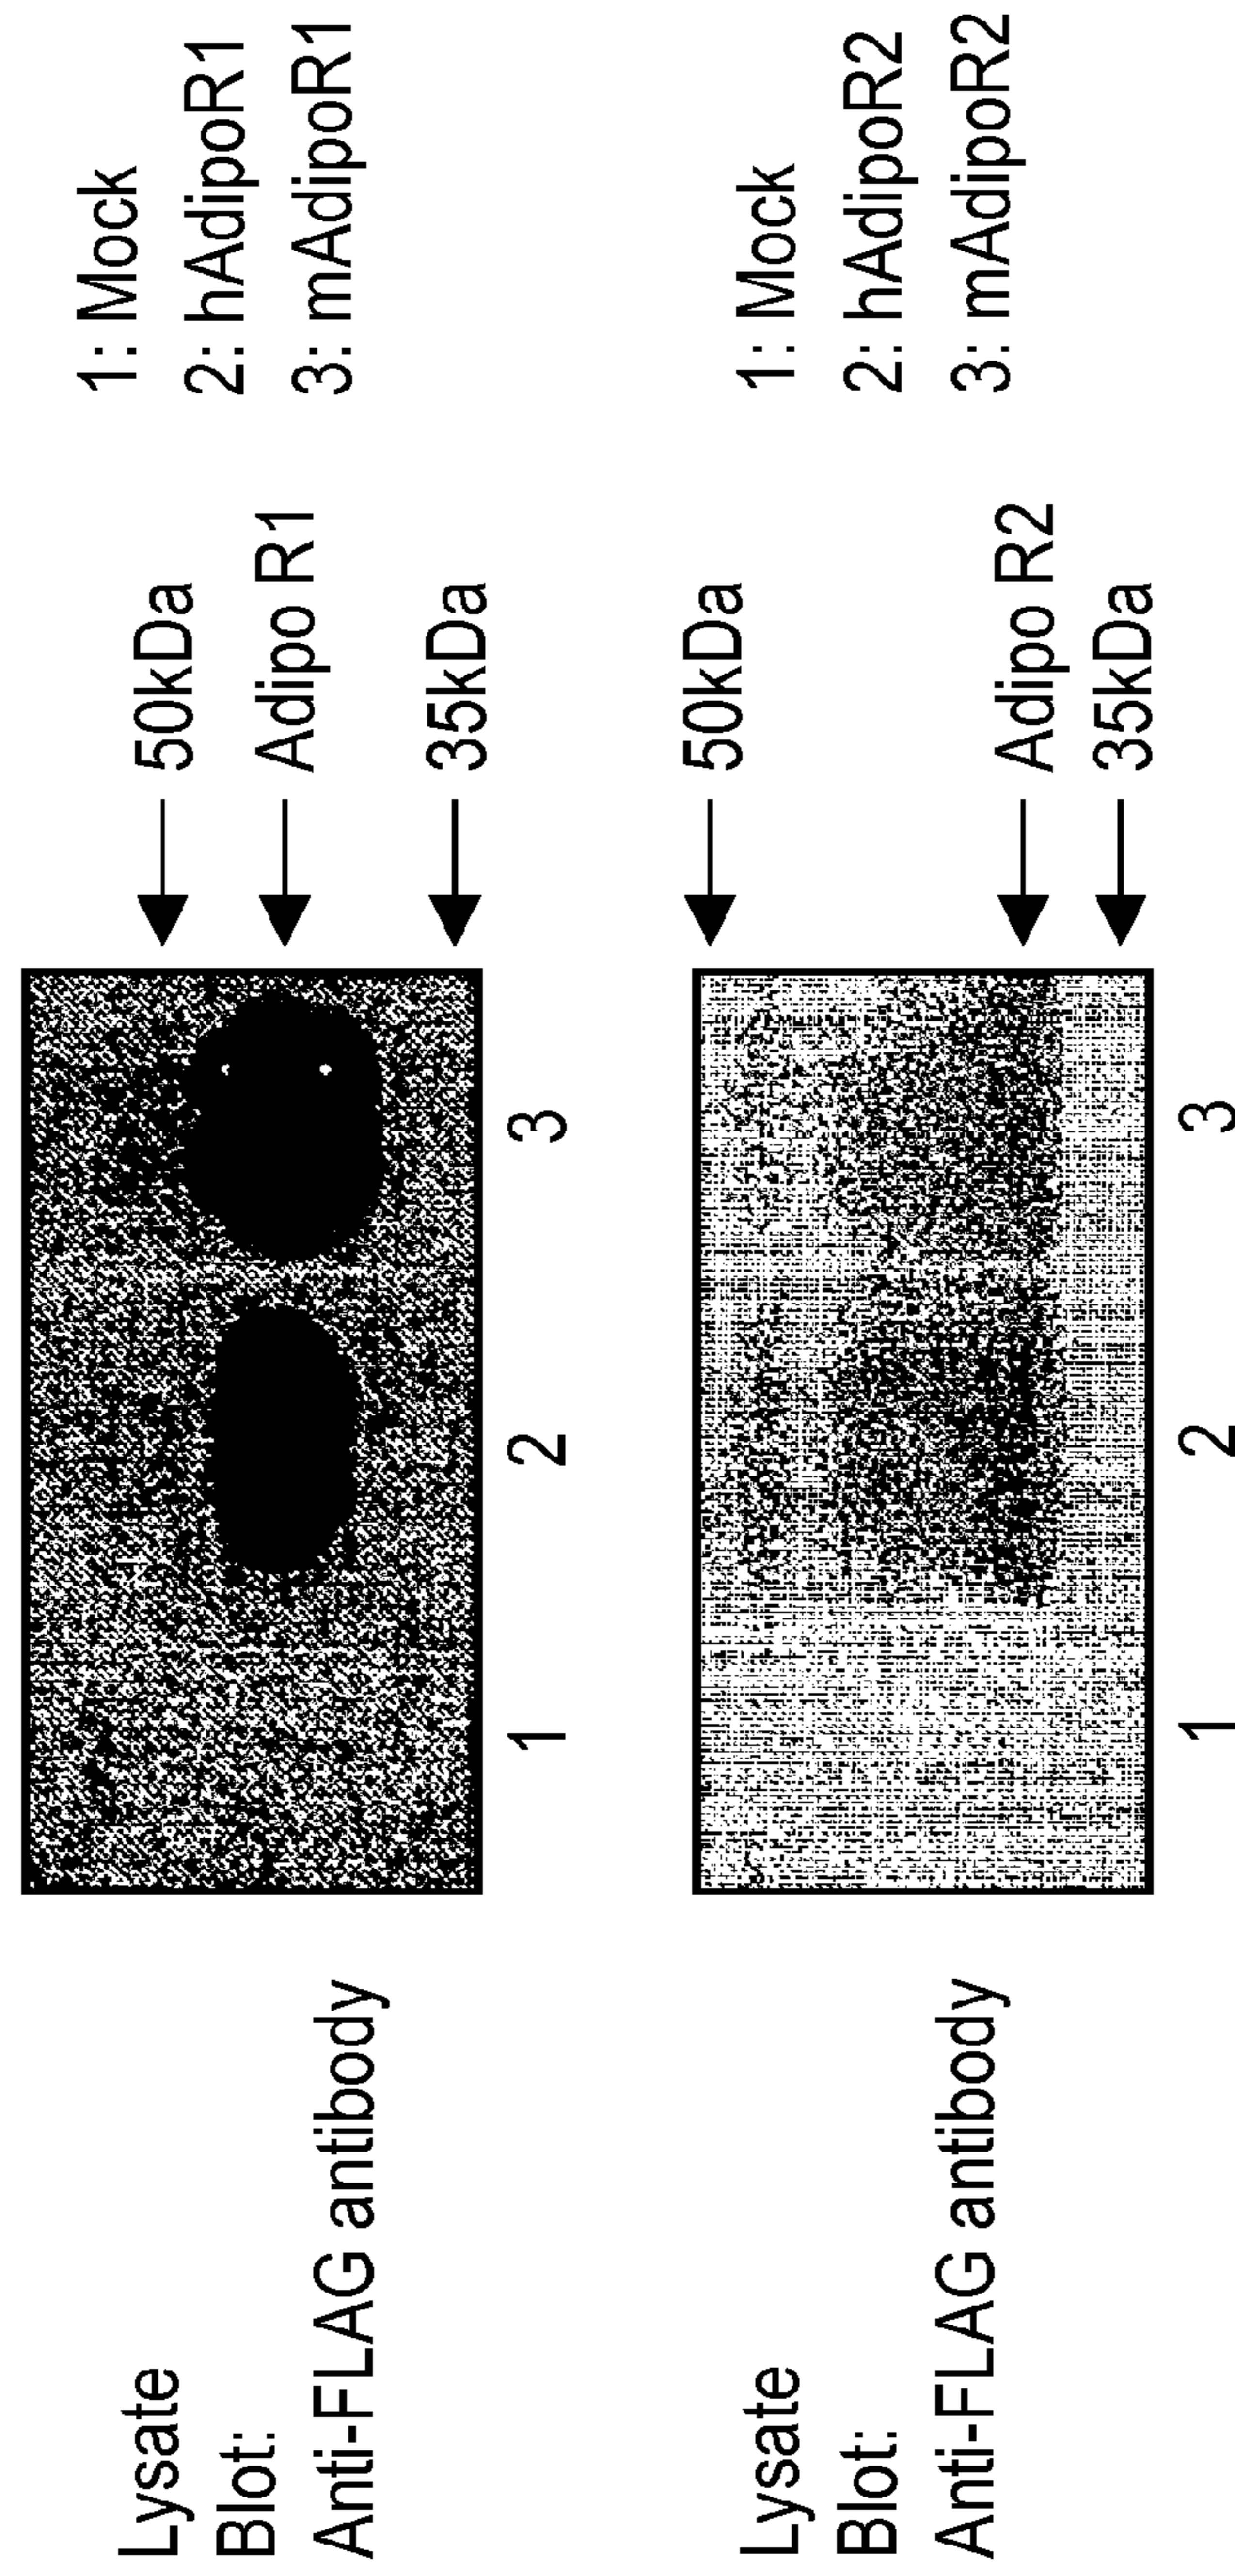 Lysate
Blot:
Anti-FLAG antibody
1 2 3
50kDa
Adipo R1
35kDa
1: Mock
2: hAdipoR1
3: mAdipoR1
Lysate
Blot:
Anti-FLAG antibody
1 2 3
50kDa
Adipo R2
35kDa
1: Mock
2: hAdipoR2
3: mAdipoR2